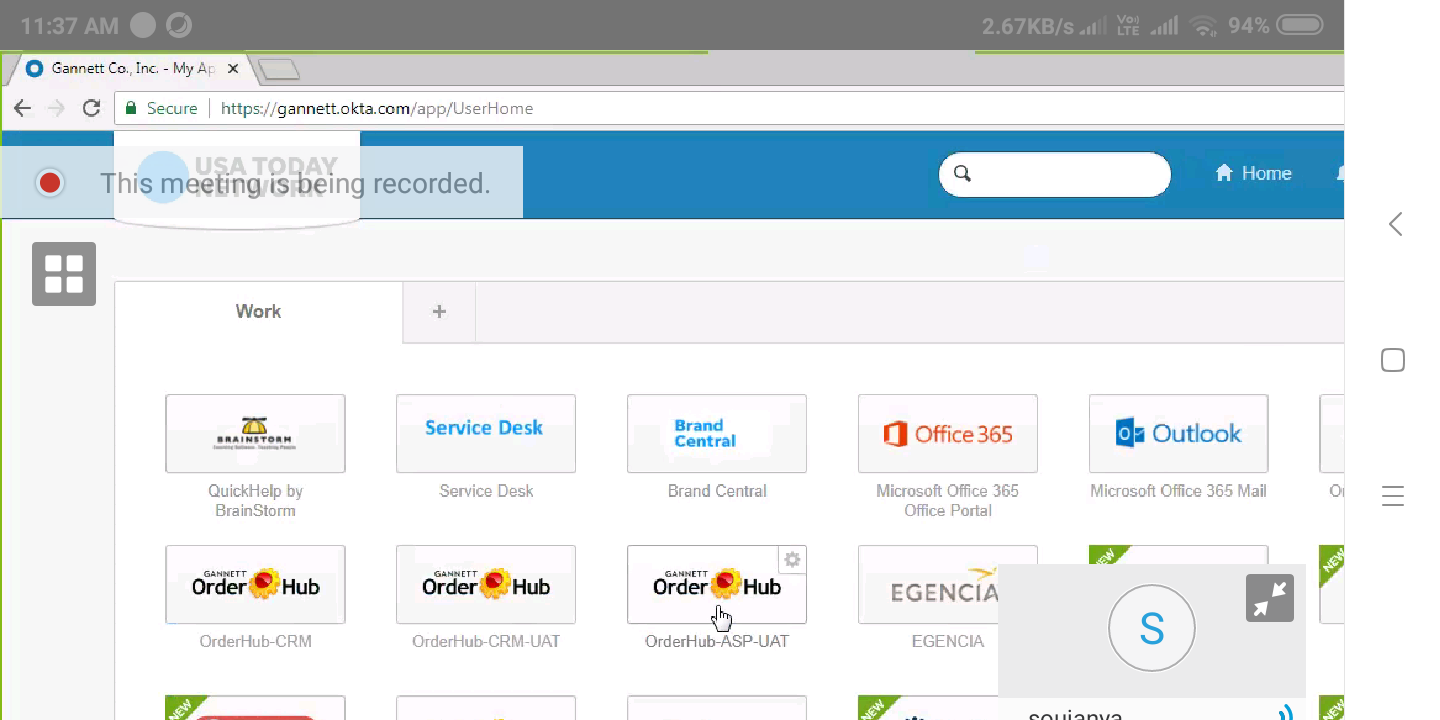 11:37 AM
2.67KB/s Vo) LTE 94%
Gannett Co., Inc. - My Ap
Secure https://gannett.okta.com/app/UserHome
USA TODAY
NETWORK
This meeting is being recorded.
Home
Work +
BRAINSTORM
Service Desk
Brand
Central
Office 365
Outlook
QuickHelp by
BrainStorm
Service Desk
Brand Central
Microsoft Office 365
Office Portal
Microsoft Office 365 Mail
GANNETT
Order Hub
GANNETT
Order Hub
GANNETT
Order Hub
EGENCIA
NEW
NEW
OrderHub-CRM
OrderHub-CRM-UAT
OrderHub-ASP-UAT
EGENCIA
S
NEW
NEW
NEW
soujanya